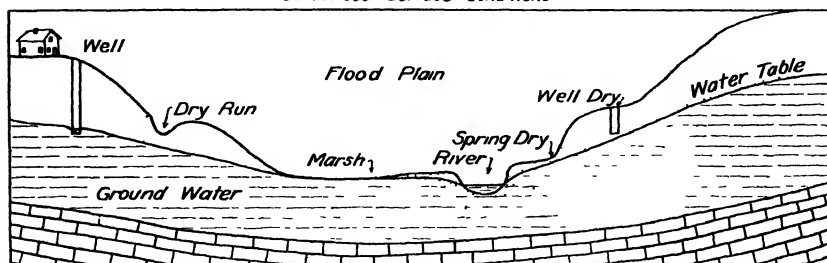 Well
Flood Plain
Water Table
Dry Run
Well Dry
Spring Dry
Marsh
River
Ground Water